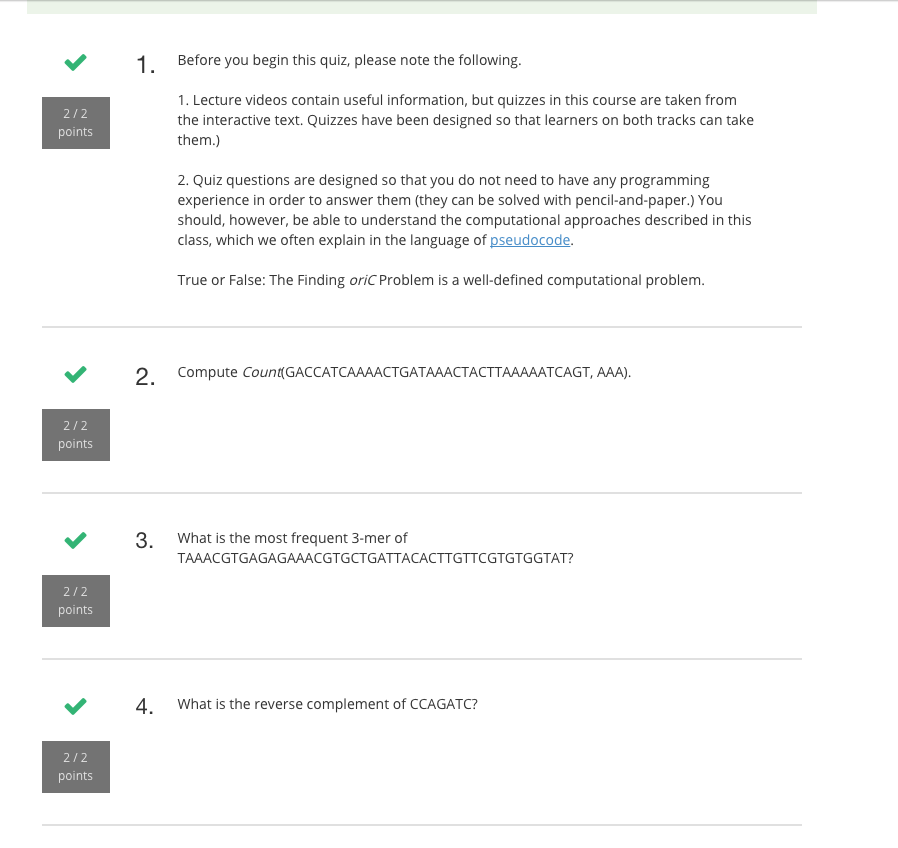 1. Before you begin this quiz, please note the following.
2 / 2
points
1. Lecture videos contain useful information, but quizzes in this course are taken from
the interactive text. Quizzes have been designed so that learners on both tracks can take
them.)
2. Quiz questions are designed so that you do not need to have any programming
experience in order to answer them (they can be solved with pencil-and-paper.) You
should, however, be able to understand the computational approaches described in this
class, which we often explain in the language of pseudocode.
True or False: The Finding oriC Problem is a well-defined computational problem.
2. Compute Count(GACCATCAAAACTGATAAACTACTTAAAAATCAGT, AAA).
2 / 2
points
3. What is the most frequent 3-mer of
TAAACGTGAGAGAAACGTGCTGATTACACTTGTTCGTGTGGTAT?
2 / 2
points
4. What is the reverse complement of CCAGATC?
2 / 2
points